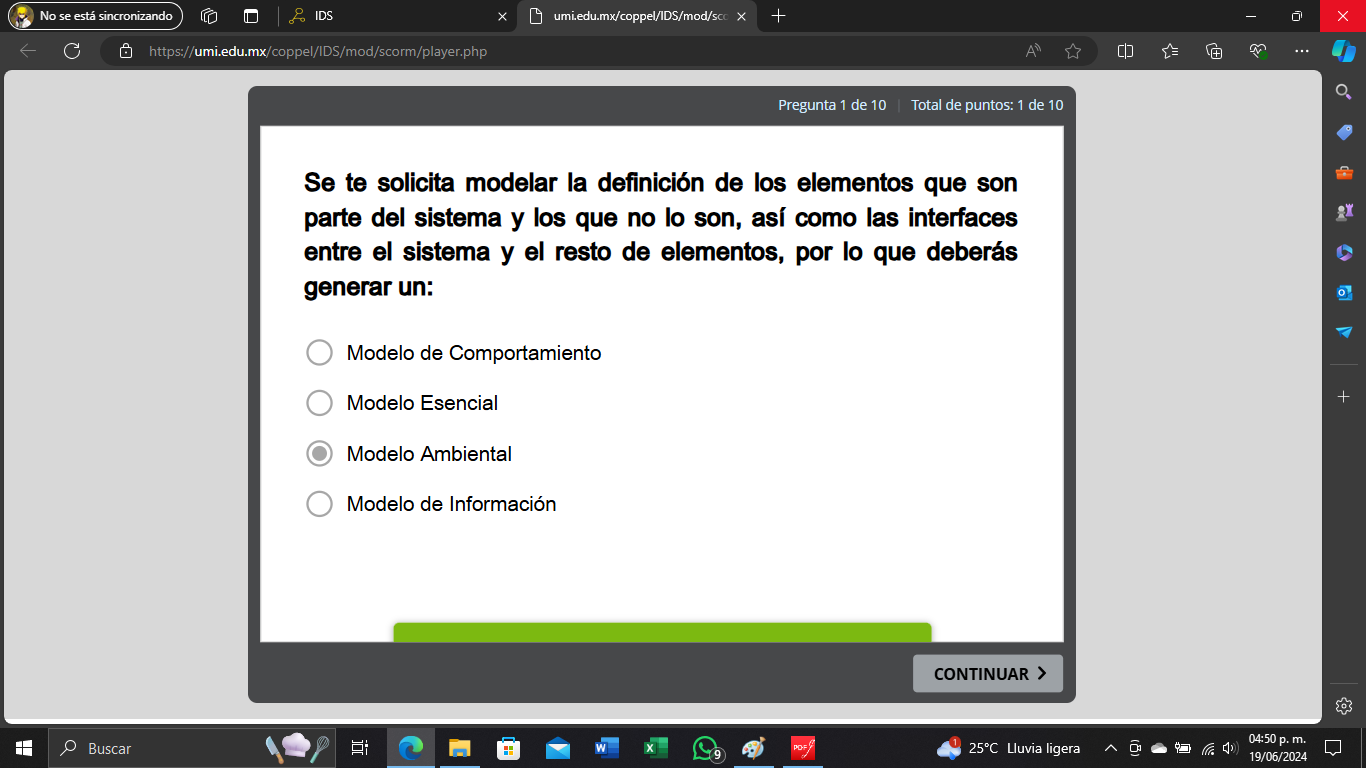 No se está sincronizando
IDS
umi.edu.mx/coppel/IDS/mod/sco
https://umi.edu.mx/coppel/IDS/mod/scorm/player.php
Pregunta 1 de 10 | Total de puntos: 1 de 10
Se te solicita modelar la definición de los elementos que son
parte del sistema y los que no lo son, así como las interfaces
entre el sistema y el resto de elementos, por lo que deberás
generar un:
Modelo de Comportamiento
Modelo Esencial
Modelo Ambiental
Modelo de Información
CONTINUAR
Buscar
9
PDF
1
25°C Lluvia ligera
04:50 p. m.
19/06/2024